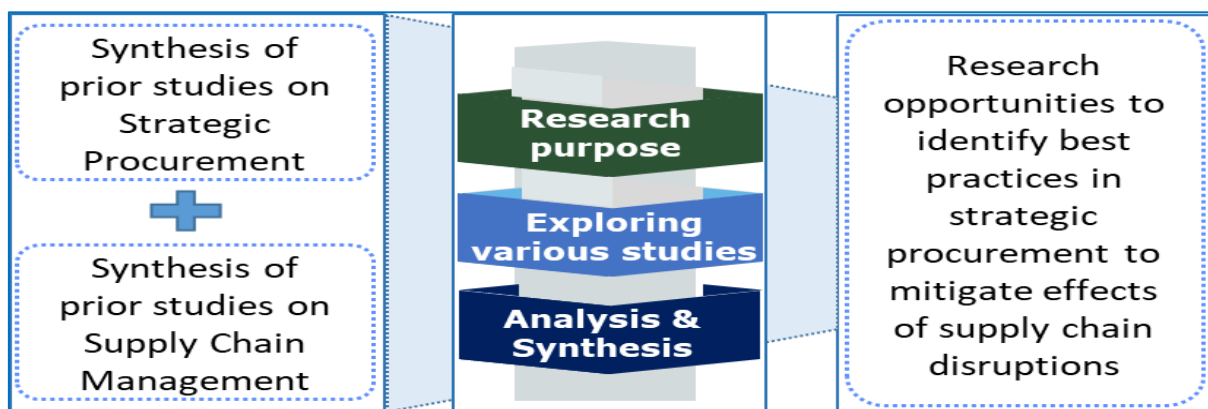 Synthesis of
prior studies on
Strategic
Procurement
Synthesis of
prior studies on
Supply Chain
Management
Research
purpose
Exploring
various studies
Analysis &
Synthesis
Research
opportunities to
identify best
practices in
strategic
procurement to
mitigate effects
of supply chain
disruptions